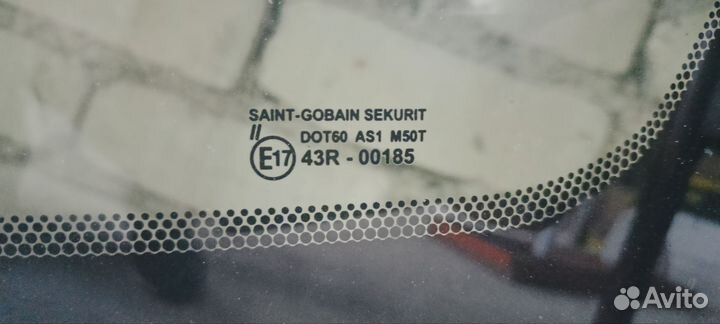 SAINT-GOBAIN SEKURIT
II DOT60 AS1 M50T
E17 43R - 00185
Avito